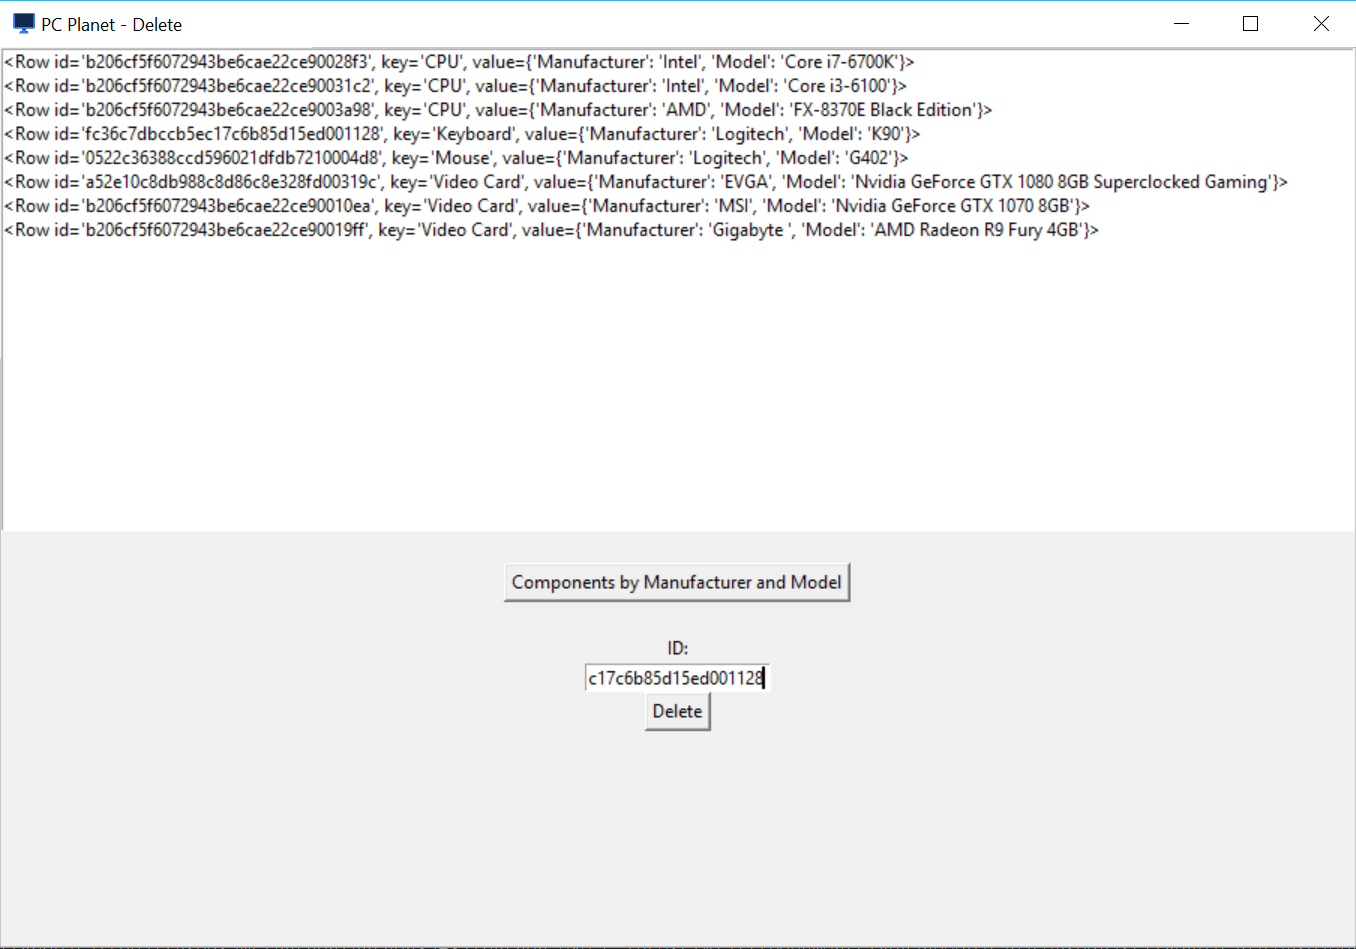 PC Planet - Delete
<Row id='b206cf5f6072943be6cae22ce90028f3', key='CPU', value={'Manufacturer': 'Intel', 'Model': 'Core i7-6700K'}>
<Row id='b206cf5f6072943be6cae22ce90031c2', key='CPU', value={'Manufacturer': 'Intel', 'Model': 'Core i3-6100'}>
<Row id='b206cf5f6072943be6cae22ce9003a98', key='CPU', value={'Manufacturer': 'AMD', 'Model': 'FX-8370E Black Edition'}>
<Row id='fc36c7dbccb5ec17c6b85d15ed001128', key='Keyboard', value={'Manufacturer': 'Logitech', 'Model': 'K90'}>
<Row id='0522c36388ccd596021dfdb7210004d8', key='Mouse', value={'Manufacturer': 'Logitech', 'Model': 'G402'}>
<Row id='a52e10c8db988c8d86c8e328fd00319c', key='Video Card', value={'Manufacturer': 'EVGA', 'Model': 'Nvidia GeForce GTX 1080 8GB Superclocked Gaming'}>
<Row id='b206cf5f6072943be6cae22ce90010ea', key='Video Card', value={'Manufacturer': 'MSI', 'Model': 'Nvidia GeForce GTX 1070 8GB'}>
<Row id='b206cf5f6072943be6cae22ce90019ff', key='Video Card', value={'Manufacturer': 'Gigabyte ', 'Model': 'AMD Radeon R9 Fury 4GB'}>
Components by Manufacturer and Model
ID:
c17c6b85d15ed001128
Delete